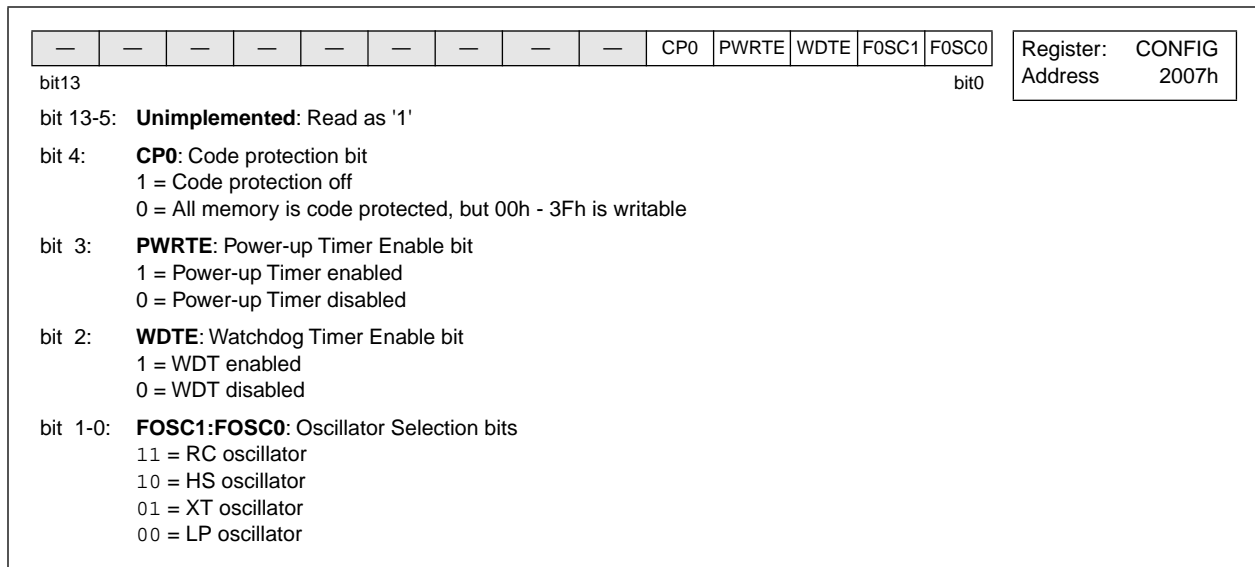 — — — — — — — — — CP0 PWRTE WDTE F0SC1 F0SC0
Register: CONFIG
Address 2007h
bit13 bit0
bit 13-5: Unimplemented: Read as '1'
bit 4: CP0: Code protection bit
1 = Code protection off
0 = All memory is code protected, but 00h - 3Fh is writable
bit 3: PWRTE: Power-up Timer Enable bit
1 = Power-up Timer enabled
0 = Power-up Timer disabled
bit 2: WDTE: Watchdog Timer Enable bit
1 = WDT enabled
0 = WDT disabled
bit 1-0: FOSC1:FOSC0: Oscillator Selection bits
11 = RC oscillator
10 = HS oscillator
01 = XT oscillator
00 = LP oscillator